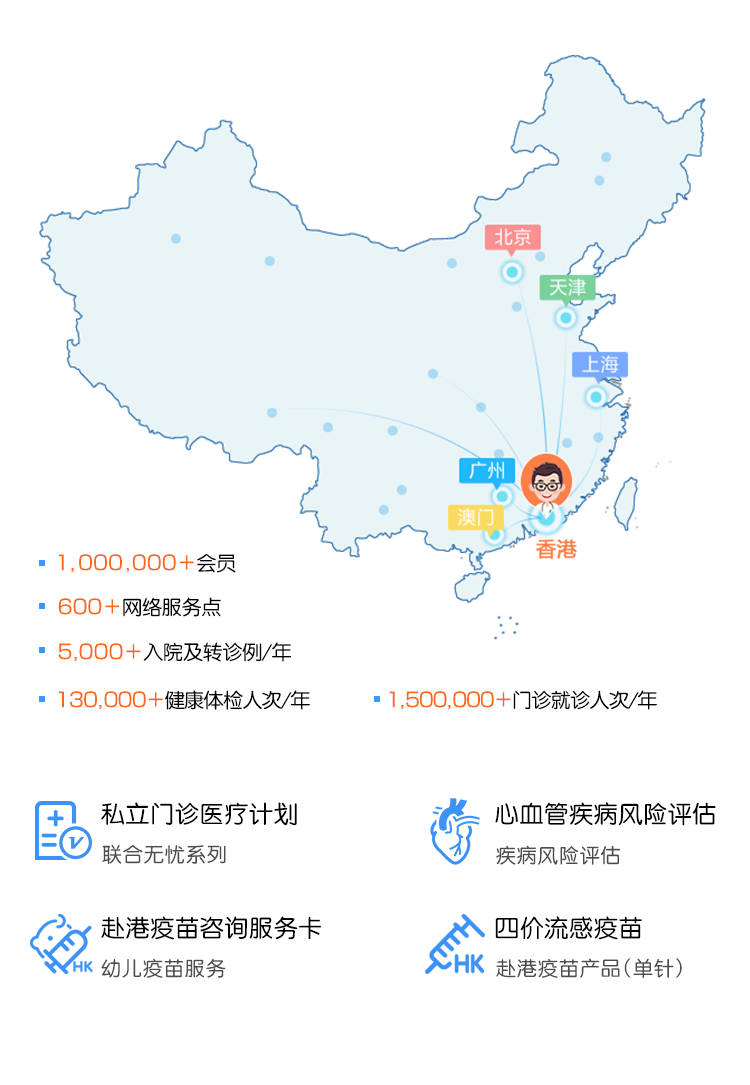 北京
天津
上海
广州
澳门
香港
1,000,000+会员
600+网络服务点
5,000+入院及转诊例/年
130,000+健康体检人次/年
1,500,000+门诊就诊人次/年
私立门诊医疗计划
联合无忧系列
心血管疾病风险评估
疾病风险评估
赴港疫苗咨询服务卡
幼儿疫苗服务
HK
四价流感疫苗
赴港疫苗产品(单针)
HK